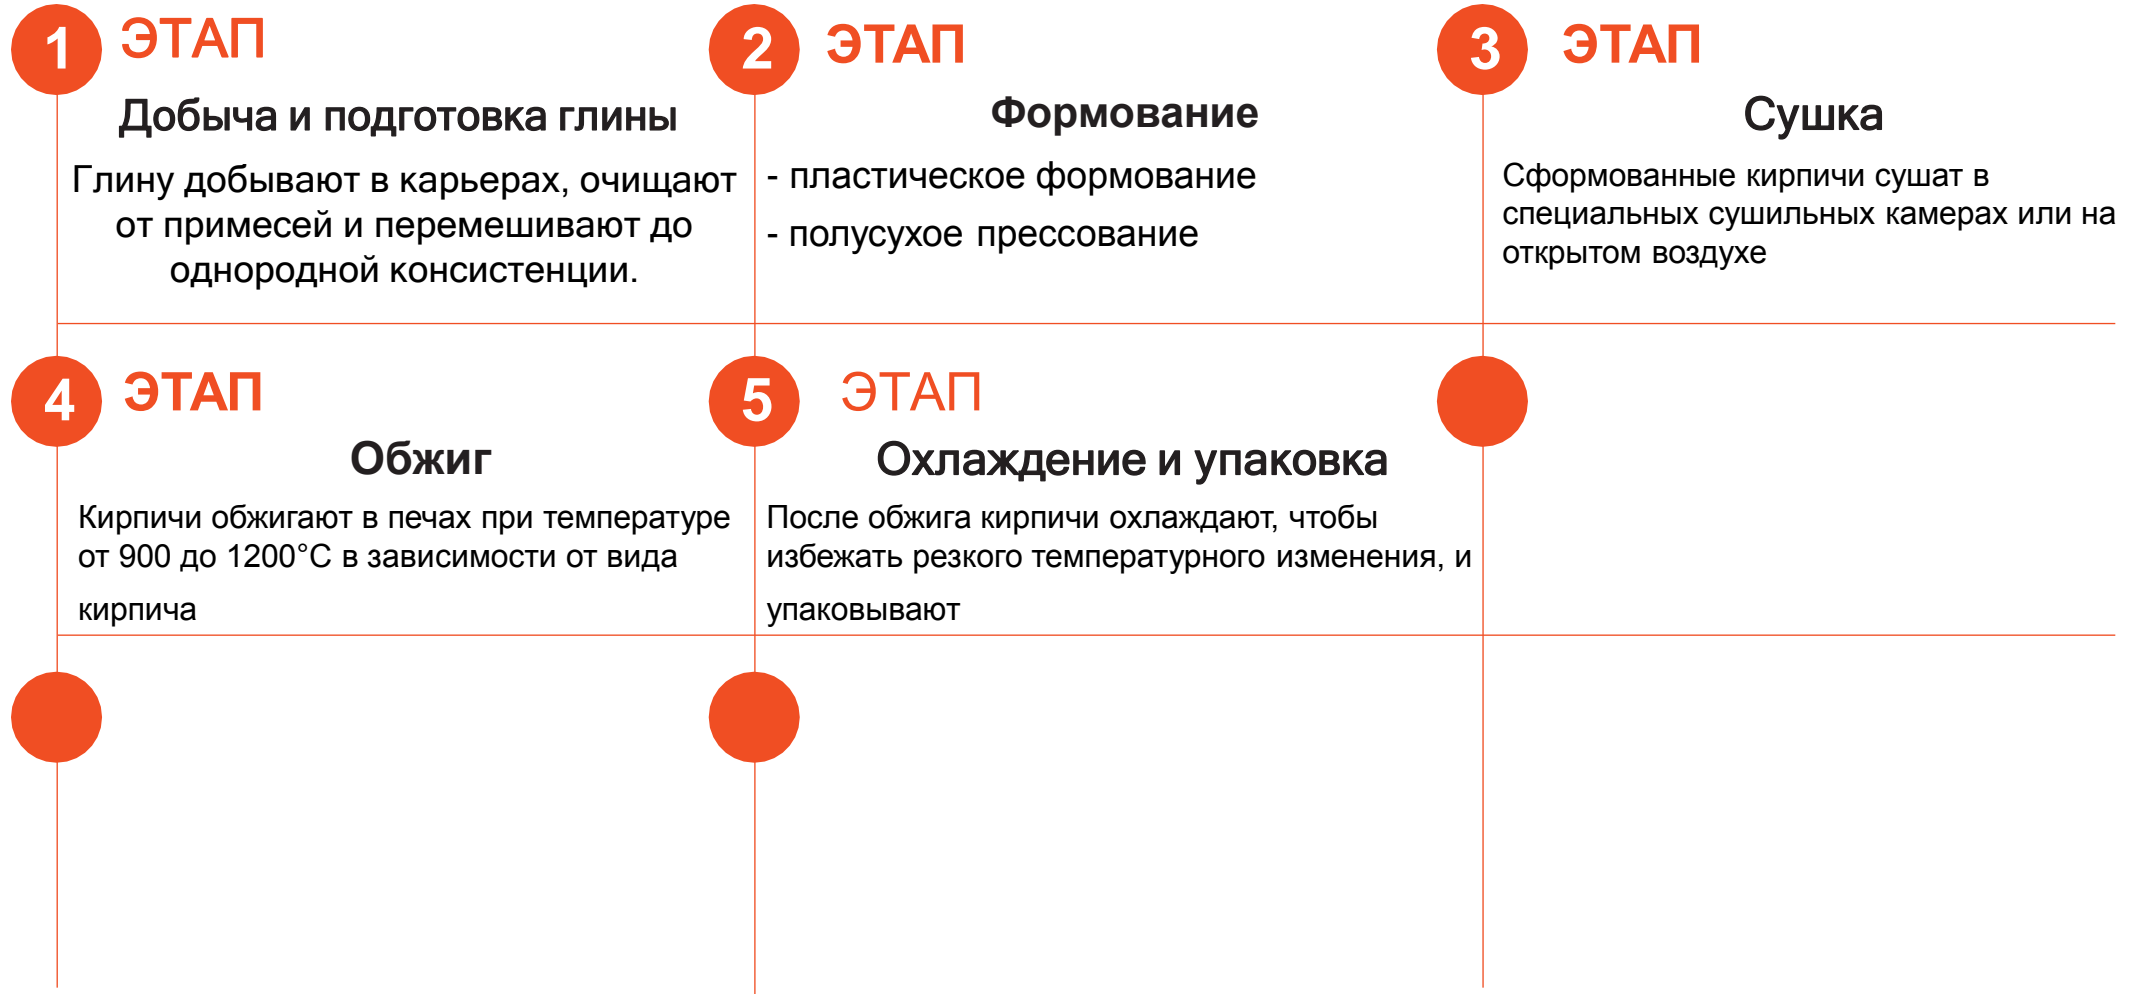 1 ЭТАП
Добыча и подготовка глины
Глину добывают в карьерах, очищают
от примесей и перемешивают до
однородной консистенции.
2 ЭТАП
Формование
- пластическое формование
- полусухое прессование
3 ЭТАП
Сушка
Сформованные кирпичи сушат в
специальных сушильных камерах или на
открытом воздухе
4 ЭТАП
Обжиг
Кирпичи обжигают в печах при температуре
от 900 до 1200°C в зависимости от вида
кирпича
5 ЭТАП
Охлаждение и упаковка
После обжига кирпичи охлаждают, чтобы
избежать резкого температурного изменения, и
упаковывают